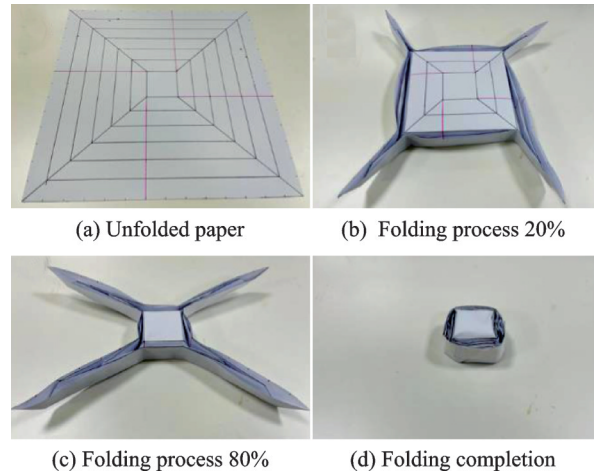 (a) Unfolded paper
(b) Folding process 20%
(c) Folding process 80%
(d) Folding completion